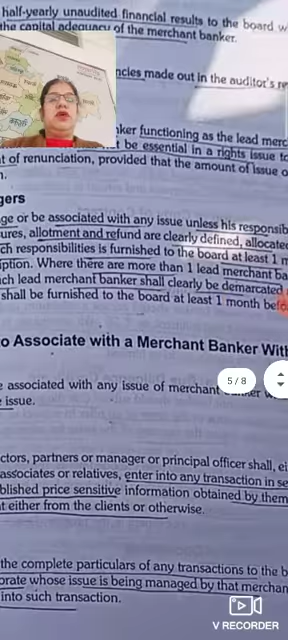 half-yearly unaudited financial results to the board w
the capital adequacy of the merchant banker.
ncies made out in the auditor's re
nker functioning as the lead merc
t be essential in a rights issue to
t of renunciation, provided that the amount of issue o
n.
gers
ge or be associated with any issue unless his responsib
ures, allotment and refund are clearly defined, allocate
ch responsibilities is furnished to the board at least 1 m
iption. Where there are more than 1 lead merchant ba
ach lead merchant banker shall clearly be demarcated
shall be furnished to the board at least 1 month befo
o Associate with a Merchant Banker With
e associated with any issue of merchant
issue.
5/8
ctors, partners or manager or principal officer shall, ei
associates or relatives, enter into any transaction in se
blished price sensitive information obtained by them
t either from the clients or otherwise.
the complete particulars of any transactions to the b
orate whose issue is being managed by that merchan
into such transaction.
V RECORDER